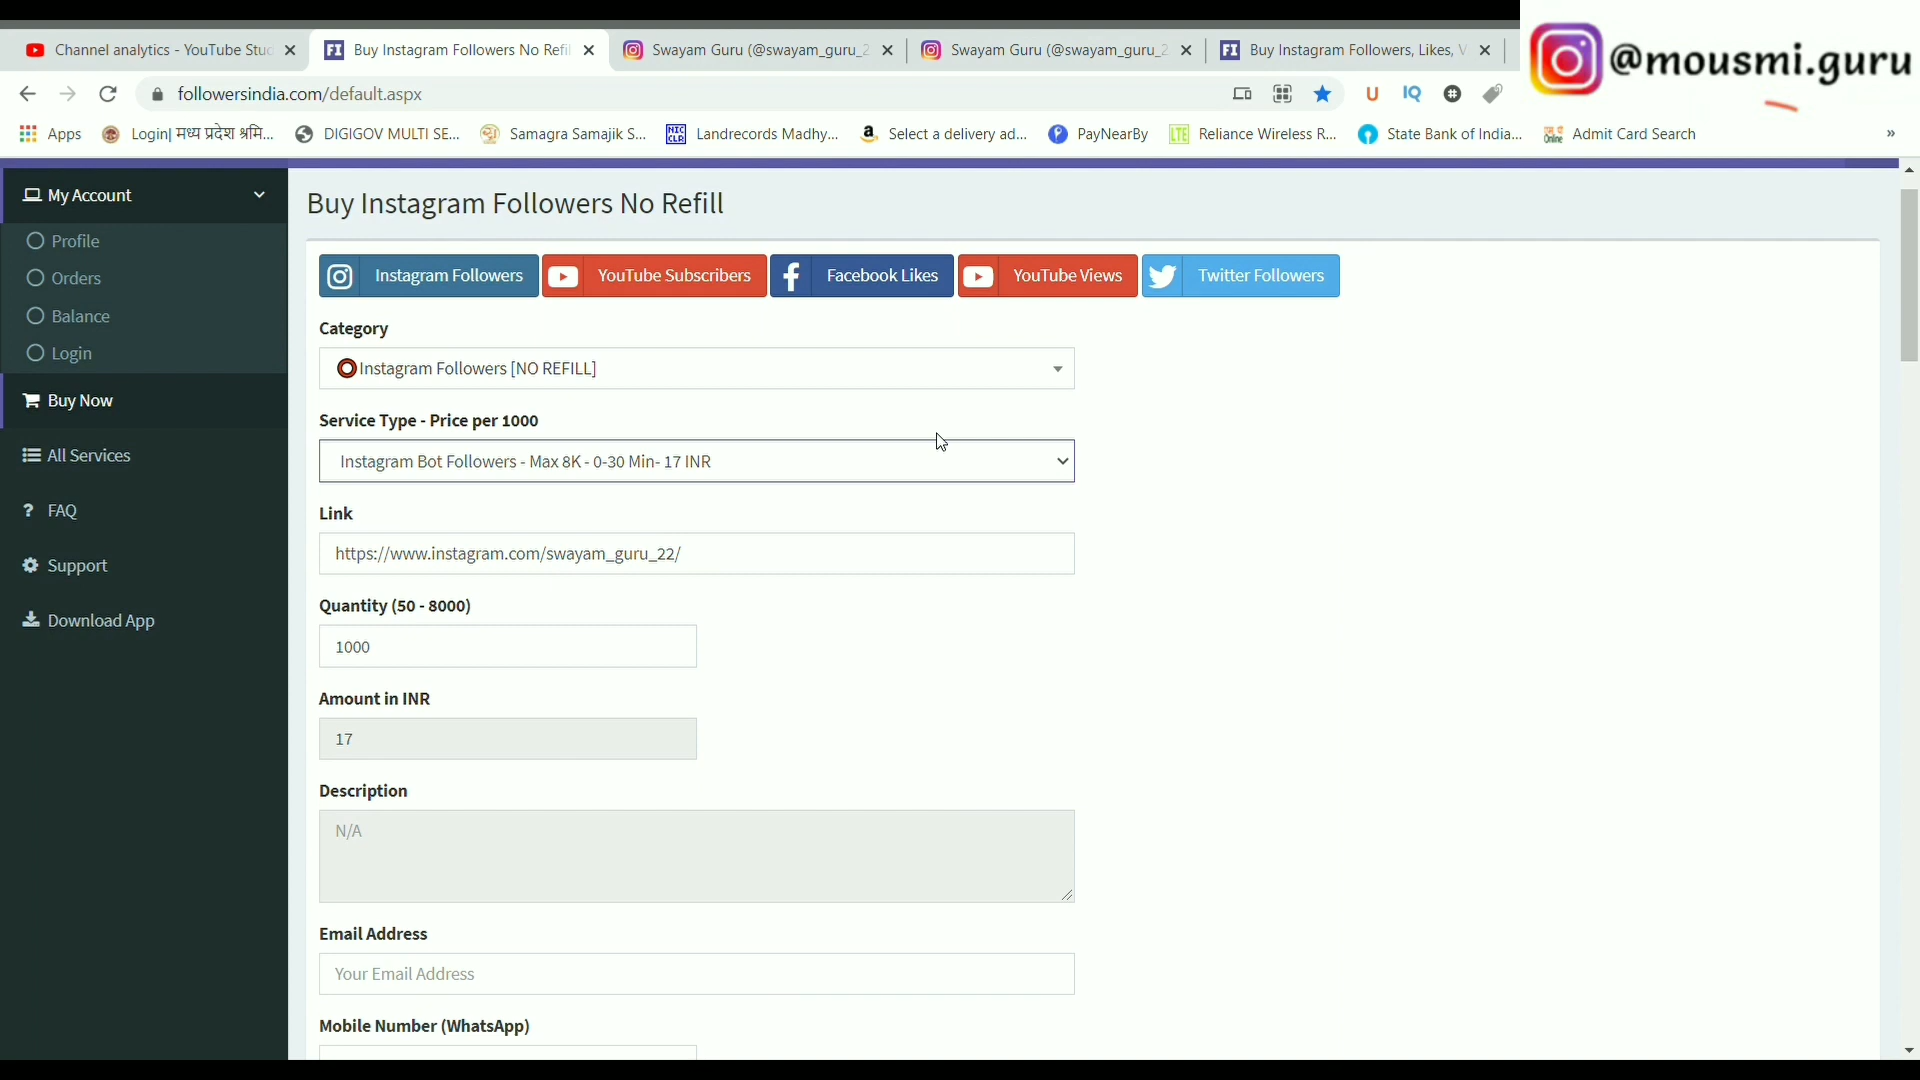 @mousmi.guru
Channel analytics - YouTube Stu
Buy Instagram Followers No Refil
Swayam Guru (@swayam_guru_2
Swayam Guru (@swayam_guru_2
Buy Instagram Followers, Likes, V
followersindia.com/default.aspx
Apps
Login| मध्य प्रदेश श्रमि...
DIGIGOV MULTI SE...
Samagra Samajik S...
Landrecords Madhy...
Select a delivery ad...
PayNearBy
Reliance Wireless R...
State Bank of India...
Admit Card Search
My Account
Profile
Orders
Balance
Login
Buy Now
All Services
FAQ
Support
Download App
Buy Instagram Followers No Refill
Instagram Followers
YouTube Subscribers
Facebook Likes
YouTube Views
Twitter Followers
Category
Instagram Followers [NO REFILL]
Service Type - Price per 1000
Instagram Bot Followers - Max 8K - 0-30 Min- 17 INR
Link
https://www.instagram.com/swayam_guru_22/
Quantity (50 - 8000)
1000
Amount in INR
17
Description
N/A
Email Address
Your Email Address
Mobile Number (WhatsApp)